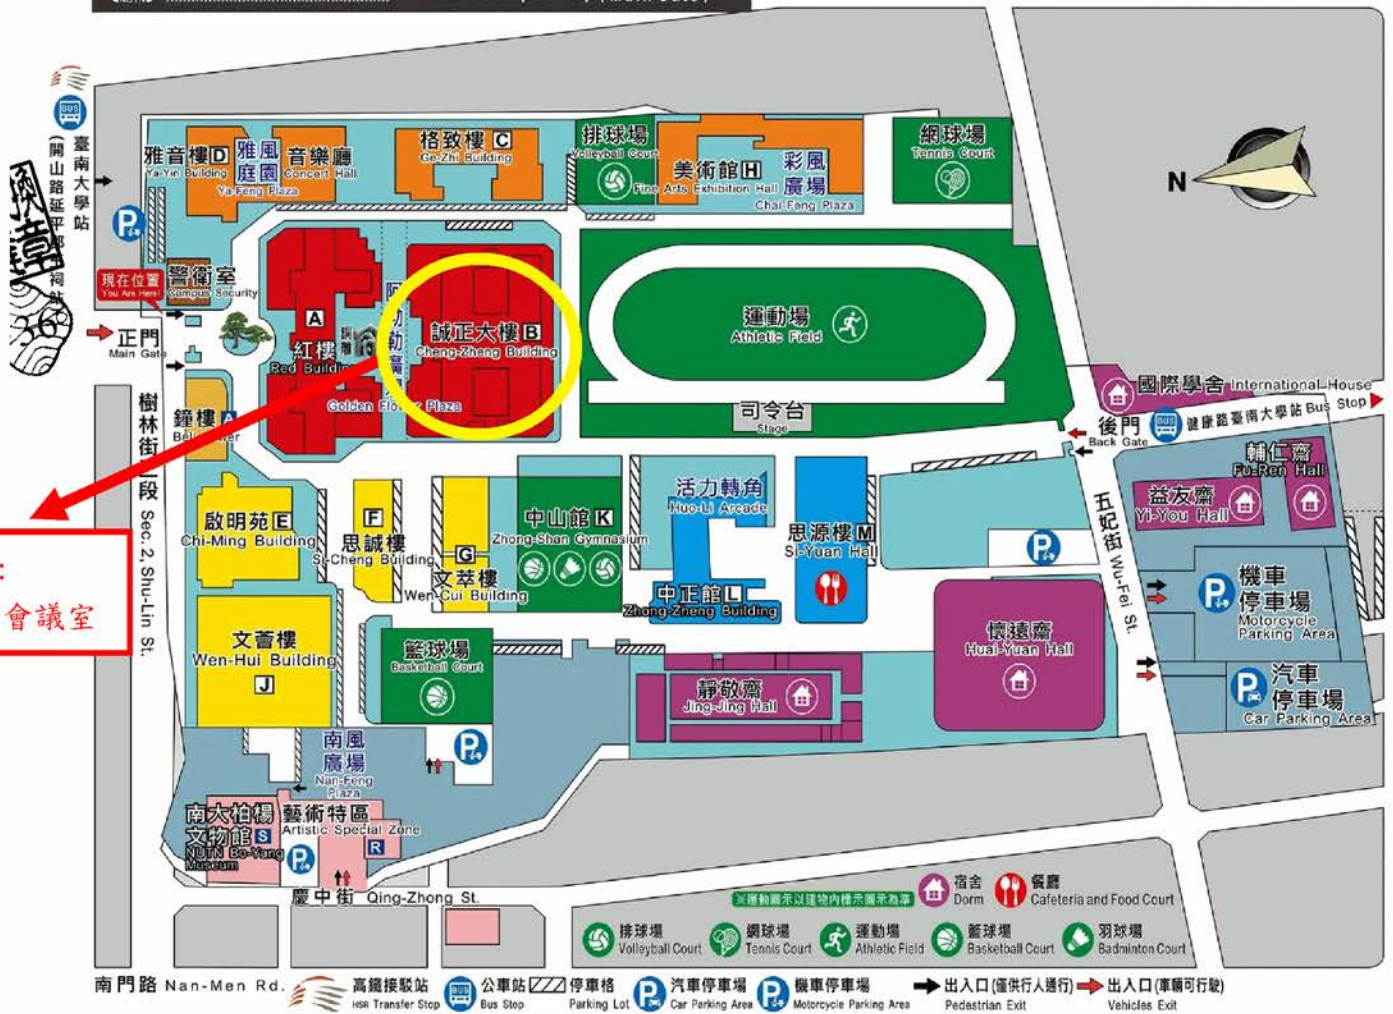 臺南大學站
雅音樓 D
Ya-Yin Building
雅風
庭園
Ya-Feng Plaza
音樂廳
Concert Hall
格致樓 C
Ge-Zhi Building
排球場
Volleyball Court
美術館 H
Fine Arts Exhibition Hall
彩風
廣場
Chai-Feng Plaza
網球場
Tennis Court
N
現在位置
You Are Here!
警衛室
Campus Security
正門
Main Gate
A
紅樓
Red Building
Golden Flower Plaza
誠正大樓 B
Cheng-Zheng Building
運動場
Athletic Field
司令台
Stage
國際學舍 International House
後門
Back Gate
健康路臺南大學站 Bus Stop
鐘樓 A
樹林街二段 Sec. 2, Shu-Lin St.
會議室
啟明苑 E
Chi-Ming Building
F
思誠樓
Si-Cheng Building
G
文萃樓
Wen-Cui Building
中山館 K
Zhong-Shan Gymnasium
活力轉角
Huo-Li Arcade
中正館 L
Zhong-Zheng Building
思源樓 M
Si-Yuan Hall
五妃街 Wu-Fei St.
益友齋
Yi-You Hall
輔仁齋
Fu-Ren Hall
機車
停車場
Motorcycle
Parking Area
汽車
停車場
Car Parking Area
文薈樓
Wen-Hui Building
J
籃球場
Basketball Court
靜敬齋
Jing-Jing Hall
懷遠齋
Huai-Yuan Hall
南風
廣場
Nan-Feng
Plaza
南大柏楊
文物館 S
NUTN Bo-Yang
Museum
藝術特區
Artistic Special Zone
R
慶中街 Qing-Zhong St.
南門路 Nan-Men Rd.
※運動圖示以建物內標示圖示為準
宿舍
Dorm
餐廳
Cafeteria and Food Court
排球場
Volleyball Court
網球場
Tennis Court
運動場
Athletic Field
籃球場
Basketball Court
羽球場
Badminton Court
高鐵接駁站
HSR Transfer Stop
公車站
Bus Stop
停車格
Parking Lot
汽車停車場
Car Parking Area
機車停車場
Motorcycle Parking Area
出入口(僅供行人通行)
Pedestrian Exit
出入口(車輛可行駛)
Vehicles Exit